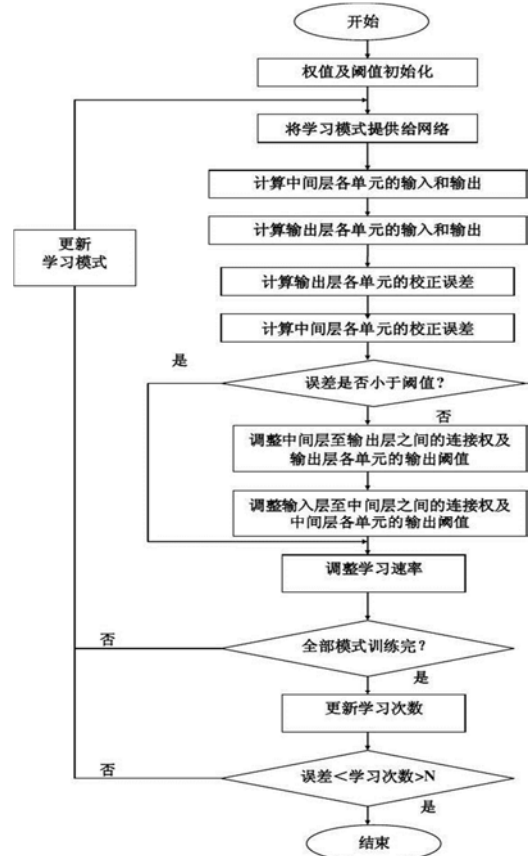 开始
权值及阈值初始化
将学习模式提供给网络
计算中间层各单元的输入和输出
计算输出层各单元的输入和输出
更新
学习模式
计算输出层各单元的校正误差
计算中间层各单元的校正误差
是
误差是否小于阈值?
否
调整中间层至输出层之间的连接权及
输出层各单元的输出阈值
调整输入层至中间层之间的连接权及
中间层各单元的输出阈值
调整学习速率
否
全部模式训练完?
是
更新学习次数
否
误差<学习次数>N
是
结束